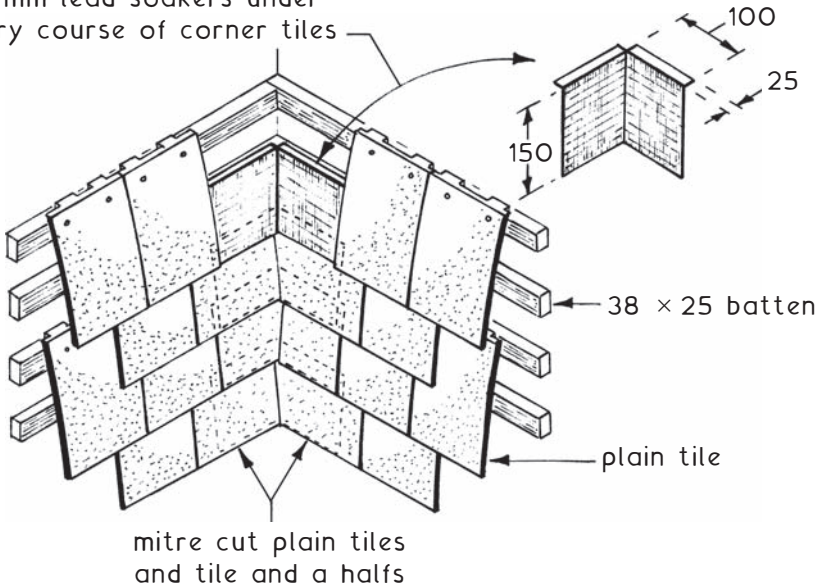 mm lead soakers under
ry course of corner tiles
100
25
150
38 × 25 batten
plain tile
mitre cut plain tiles
and tile and a halfs